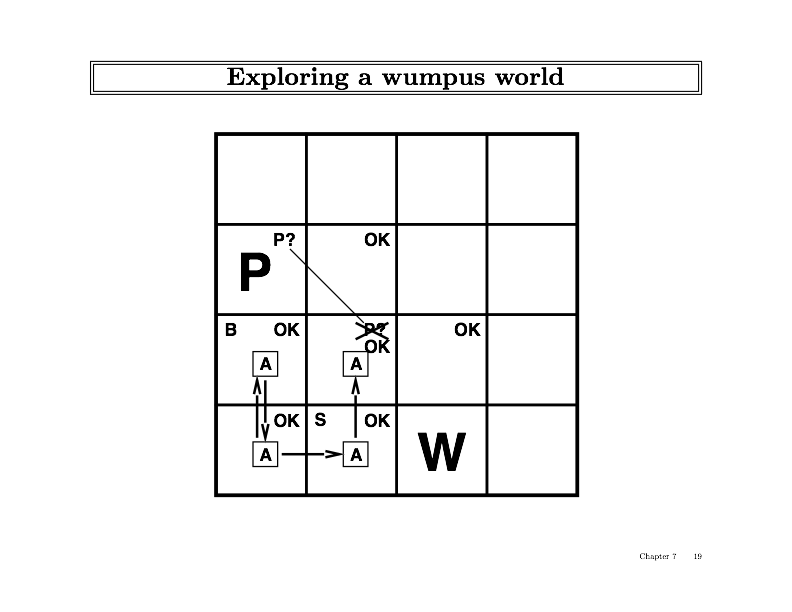 Exploring a wumpus world
P? OK
P
B OK P? OK
OK
A A
OK S OK
A A W
Chapter 7 19